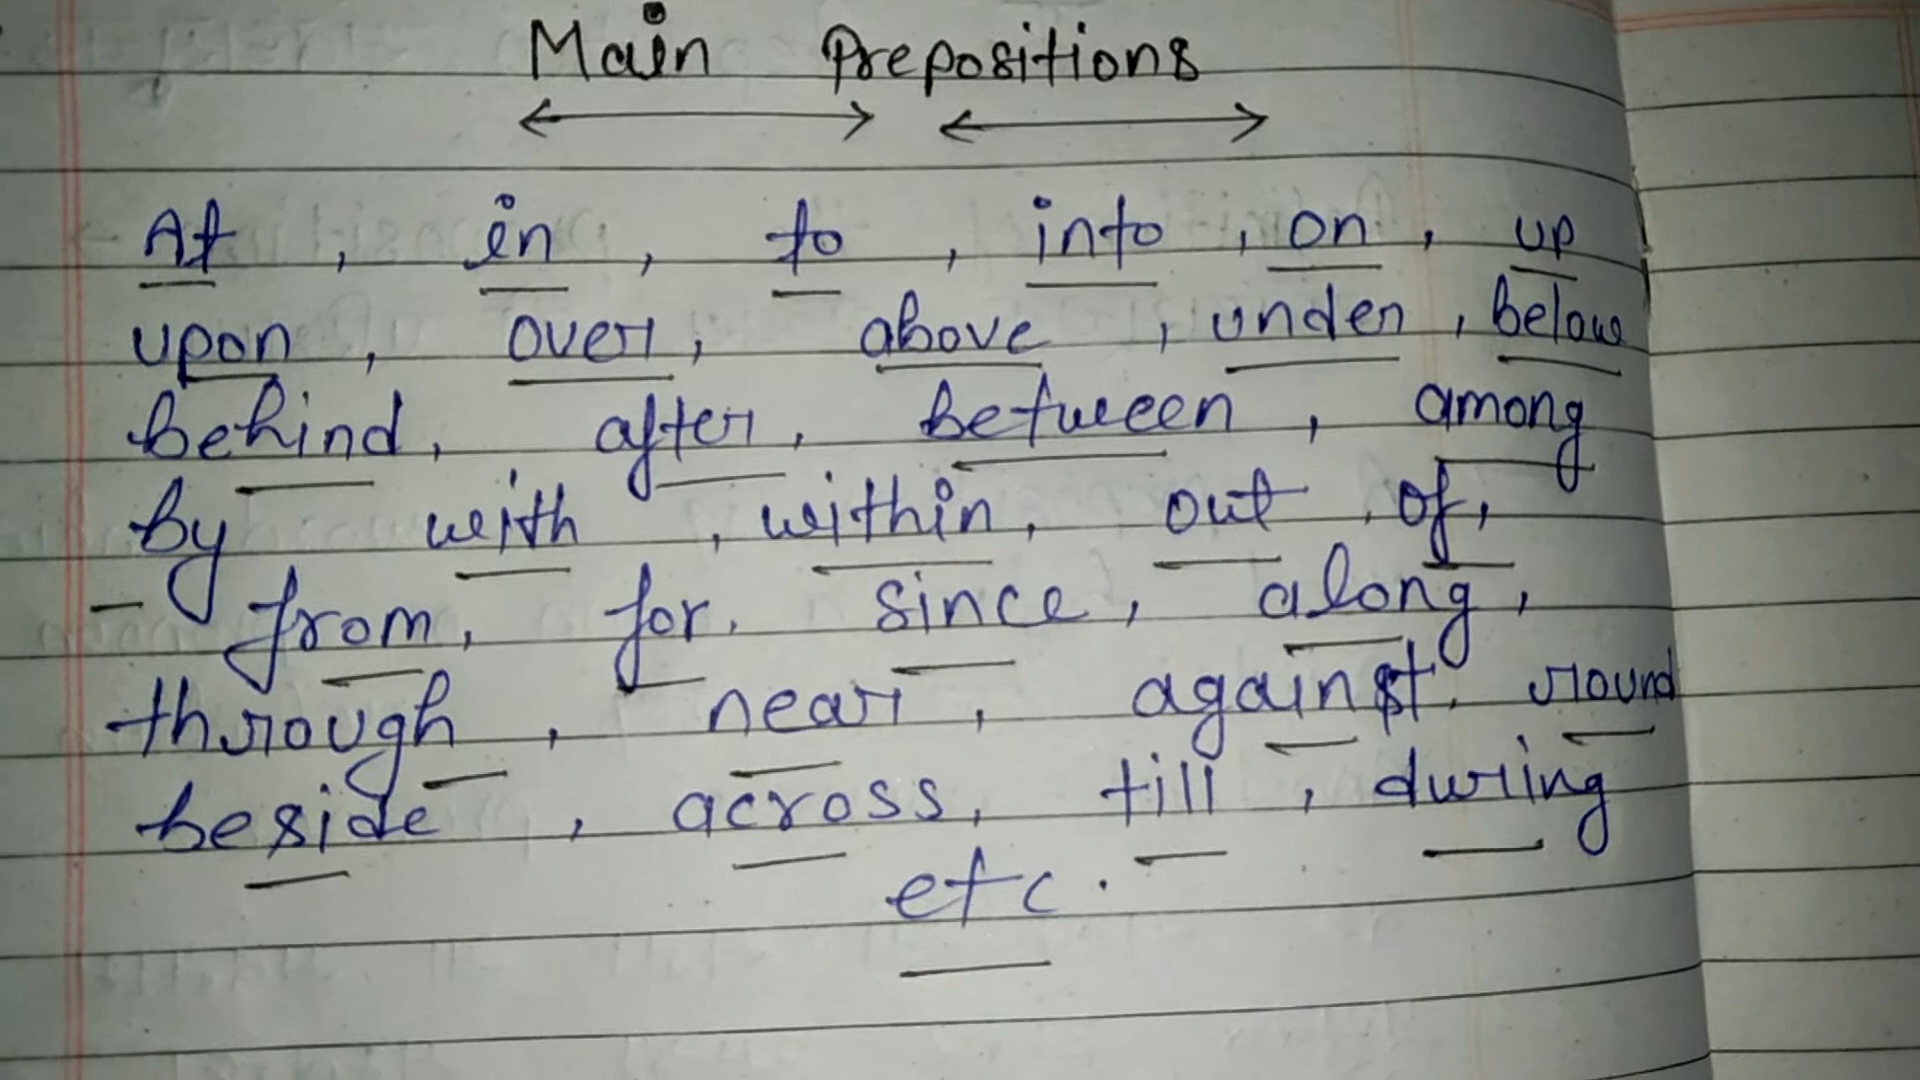 Main Prepositions
At, in, to, into, on, up
upon, over, above, under, below
behind, after, between, among
by with, within, out, of,
from, for, since, along,
through, near, against, round
beside, across, till, during
etc.